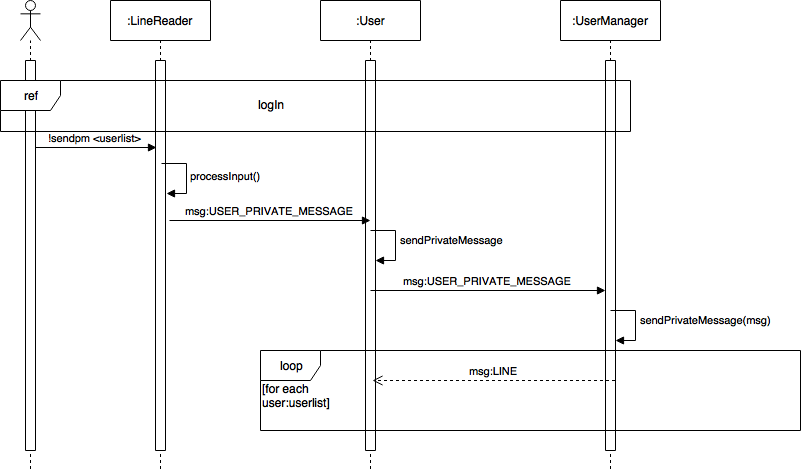 :LineReader
:User
:UserManager
ref
logIn
!sendpm <userlist>
processInput()
msg:USER_PRIVATE_MESSAGE
sendPrivateMessage
msg:USER_PRIVATE_MESSAGE
sendPrivateMessage(msg)
loop
msg:LINE
[for each
user:userlist]